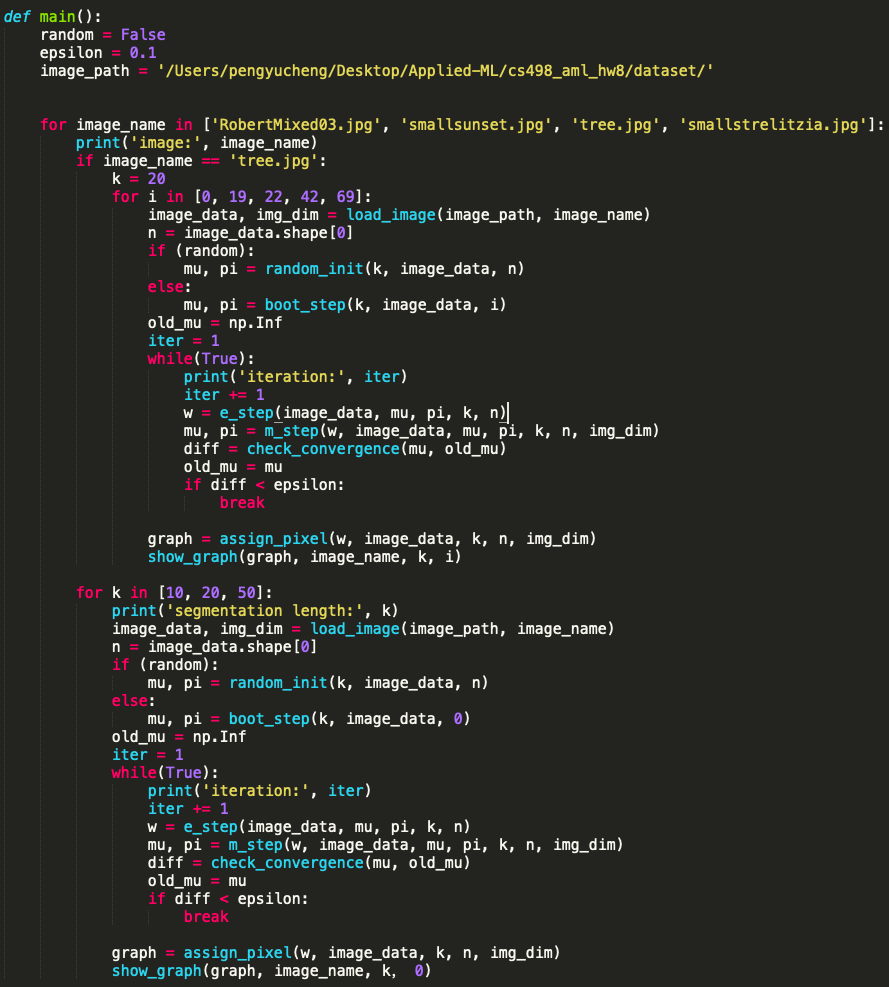 def main():
    random = False
    epsilon = 0.1
    image_path = '/Users/pengyucheng/Desktop/Applied-ML/cs498_aml_hw8/dataset/'
    for image_name in ['RobertMixed03.jpg', 'smallsunset.jpg', 'tree.jpg', 'smallstrelitzia.jpg']:
        print('image:', image_name)
        if image_name == 'tree.jpg':
            k = 20
            for i in [0, 19, 22, 42, 69]:
                image_data, img_dim = load_image(image_path, image_name)
                n = image_data.shape[0]
                if (random):
                    mu, pi = random_init(k, image_data, n)
                else:
                    mu, pi = boot_step(k, image_data, i)
                old_mu = np.Inf
                iter = 1
                while(True):
                    print('iteration:', iter)
                    iter += 1
                    w = e_step(image_data, mu, pi, k, n)
                    mu, pi = m_step(w, image_data, mu, pi, k, n, img_dim)
                    diff = check_convergence(mu, old_mu)
                    old_mu = mu
                    if diff < epsilon:
                        break
                graph = assign_pixel(w, image_data, k, n, img_dim)
                show_graph(graph, image_name, k, i)
        for k in [10, 20, 50]:
            print('segmentation length:', k)
            image_data, img_dim = load_image(image_path, image_name)
            n = image_data.shape[0]
            if (random):
                mu, pi = random_init(k, image_data, n)
            else:
                mu, pi = boot_step(k, image_data, 0)
            old_mu = np.Inf
            iter = 1
            while(True):
                print('iteration:', iter)
                iter += 1
                w = e_step(image_data, mu, pi, k, n)
                mu, pi = m_step(w, image_data, mu, pi, k, n, img_dim)
                diff = check_convergence(mu, old_mu)
                old_mu = mu
                if diff < epsilon:
                    break
            graph = assign_pixel(w, image_data, k, n, img_dim)
            show_graph(graph, image_name, k,  0)